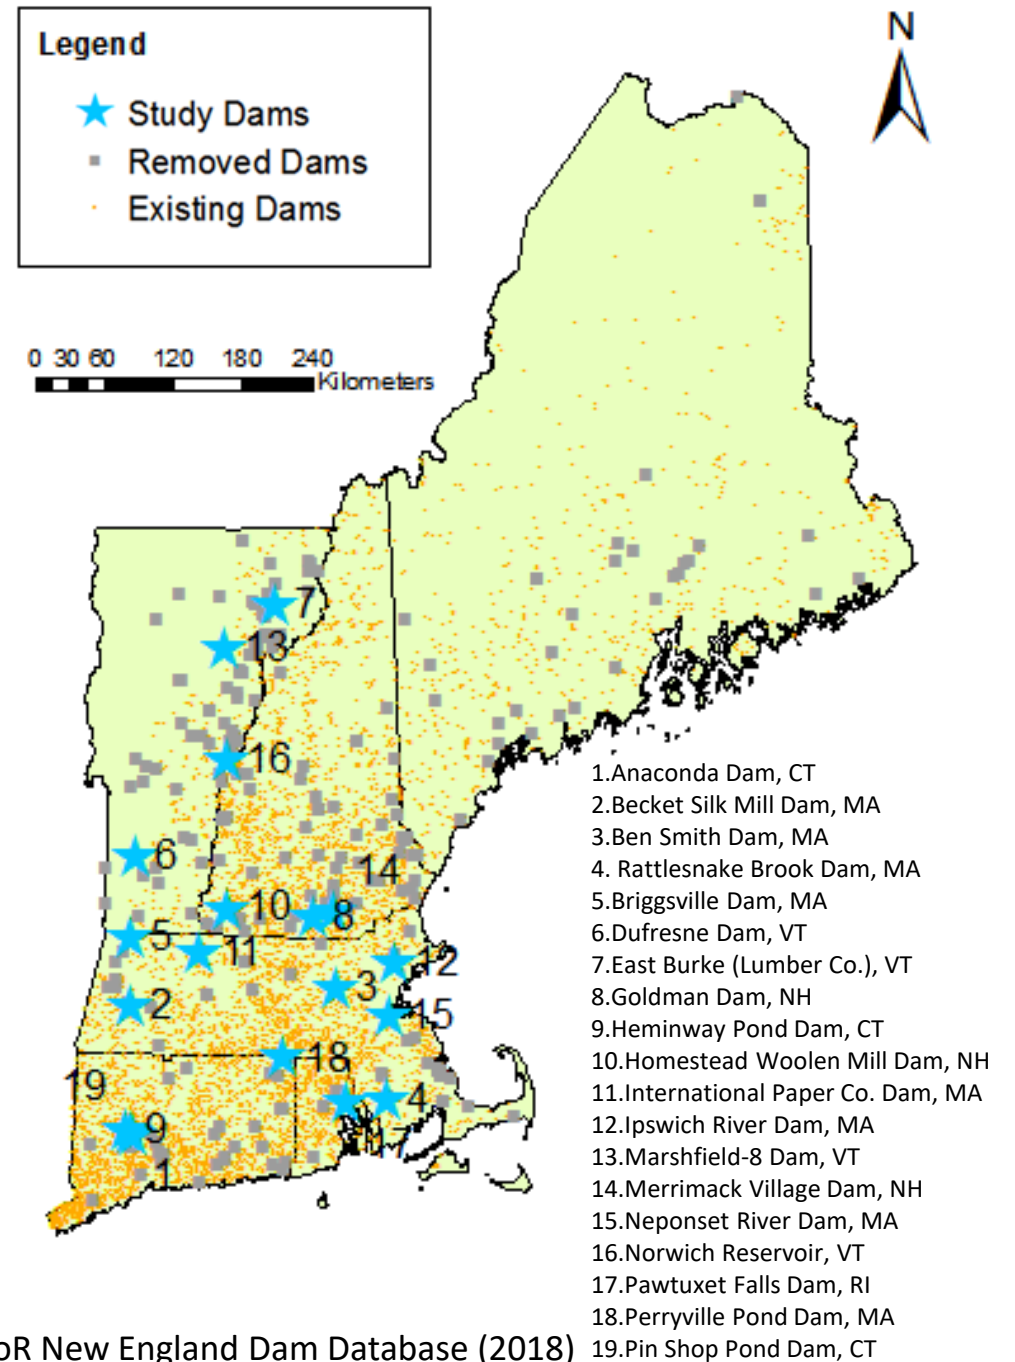 N
Legend
Study Dams
Removed Dams
Existing Dams
0 30 60 120 180 240
Kilometers
7
13
16
6
14
10
8
5
11
12
3
2
15
18
19
4
9
17
1
1.Anaconda Dam, CT
2.Becket Silk Mill Dam, MA
3.Ben Smith Dam, MA
4. Rattlesnake Brook Dam, MA
5.Briggsville Dam, MA
6.Dufresne Dam, VT
7.East Burke (Lumber Co.), VT
8.Goldman Dam, NH
9.Heminway Pond Dam, CT
10.Homestead Woolen Mill Dam, NH
11.International Paper Co. Dam, MA
12.Ipswich River Dam, MA
13.Marshfield-8 Dam, VT
14.Merrimack Village Dam, NH
15.Neponset River Dam, MA
16.Norwich Reservoir, VT
17.Pawtuxet Falls Dam, RI
18.Perryville Pond Dam, MA
19.Pin Shop Pond Dam, CT
oR New England Dam Database (2018)